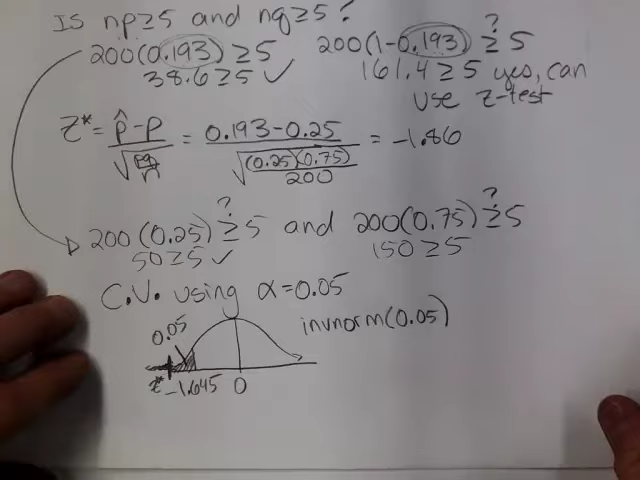 Is np≥5 and nq≥5?
200(0.193) ≥5 200(1-0.193) ≥? 5
38.6≥5 ✓ 161.4≥5 yes, can
use z-test
Z* = p̂-p / √(pq/n) = 0.193-0.25 / √((0.25)(0.75)/200) = -1.86
200(0.25) ≥? 5 and 200(0.75) ≥? 5
50≥5 ✓ 150≥5
C.V. using α=0.05
0.05 invnorm(0.05)
z* -1.645 0